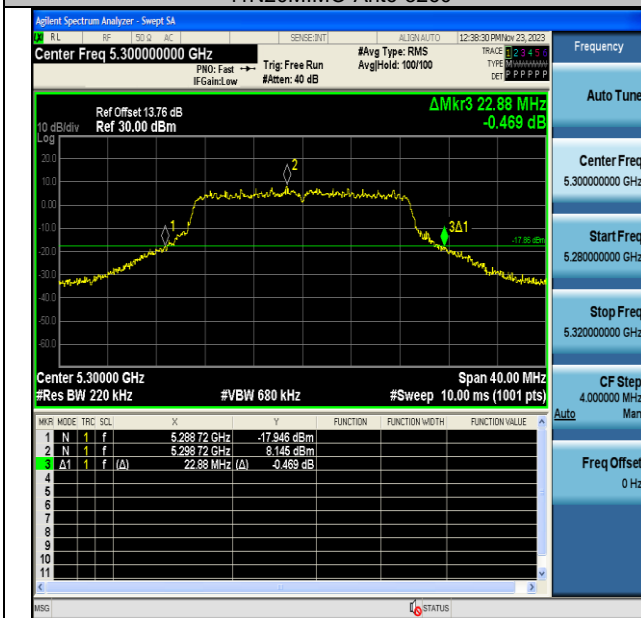 Agilent Spectrum Analyzer - Swept SA
RL RF 50 Ω AC SENSE:INT ALIGN AUTO 12:38:30 PM Nov 23, 2023
Center Freq 5.300000000 GHz
PNO: Fast
IFGain:Low
Trig: Free Run
#Atten: 40 dB
#Avg Type: RMS
Avg|Hold: 100/100
TRACE 1 2 3 4 5 6
TYPE M
DET P P P P P P
Ref Offset 13.76 dB
10 dB/div Ref 30.00 dBm
Log
ΔMkr3 22.88 MHz
-0.469 dB
20.0
10.0
0.00
-10.0
-20.0
-30.0
-40.0
-50.0
-60.0
1
2
3Δ1
-17.86 dBm
Center 5.30000 GHz Span 40.00 MHz
#Res BW 220 kHz #VBW 680 kHz #Sweep 10.00 ms (1001 pts)
MKR MODE TRC SCL X Y FUNCTION FUNCTION WIDTH FUNCTION VALUE
1 N 1 f 5.288 72 GHz -17.946 dBm
2 N 1 f 5.298 72 GHz 8.145 dBm
3 Δ1 1 f (Δ) 22.88 MHz (Δ) -0.469 dB
4
5
6
7
8
9
10
11
MSG STATUS
Frequency
Auto Tune
Center Freq
5.300000000 GHz
Start Freq
5.280000000 GHz
Stop Freq
5.320000000 GHz
CF Step
4.000000 MHz
Auto Man
Freq Offset
0 Hz